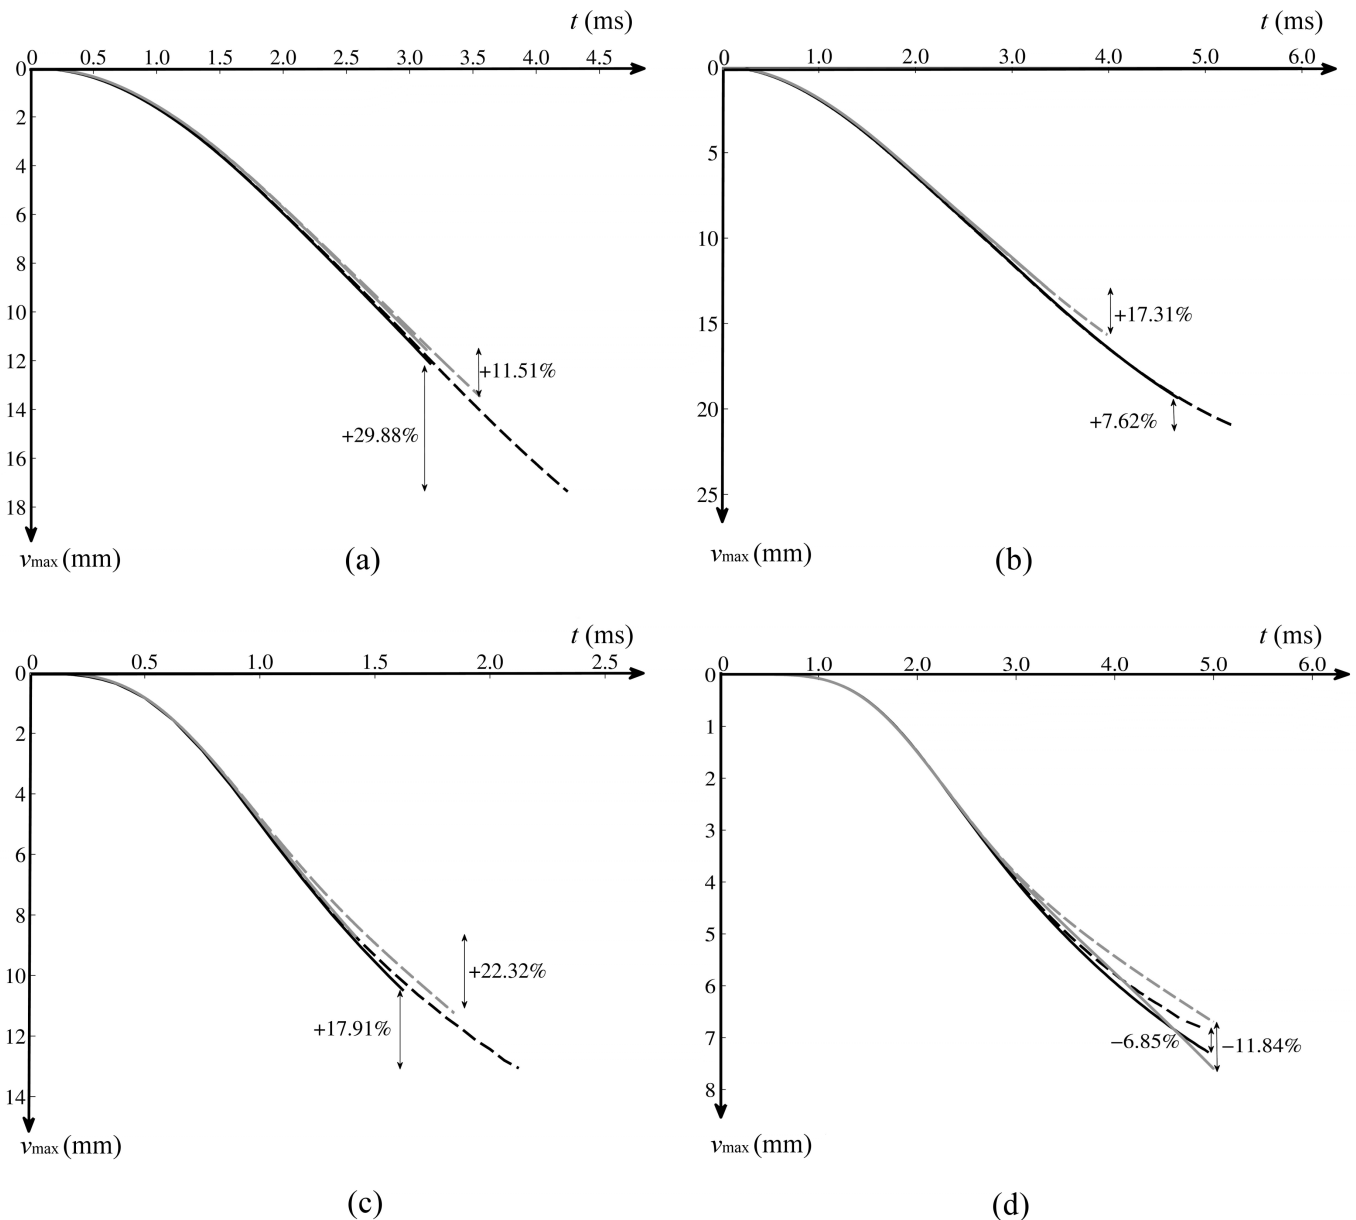 t (ms)
0 0.5 1.0 1.5 2.0 2.5 3.0 3.5 4.0 4.5
0
2
4
6
8
10
12
14
16
18
+11.51%
+29.88%
vmax (mm)
(a)
t (ms)
0 1.0 2.0 3.0 4.0 5.0 6.0
0
5
10
15
20
25
+17.31%
+7.62%
vmax (mm)
(b)
t (ms)
0 0.5 1.0 1.5 2.0 2.5
0
2
4
6
8
10
12
14
+22.32%
+17.91%
vmax (mm)
(c)
t (ms)
0 1.0 2.0 3.0 4.0 5.0 6.0
0
1
2
3
4
5
6
7
8
−6.85% −11.84%
vmax (mm)
(d)